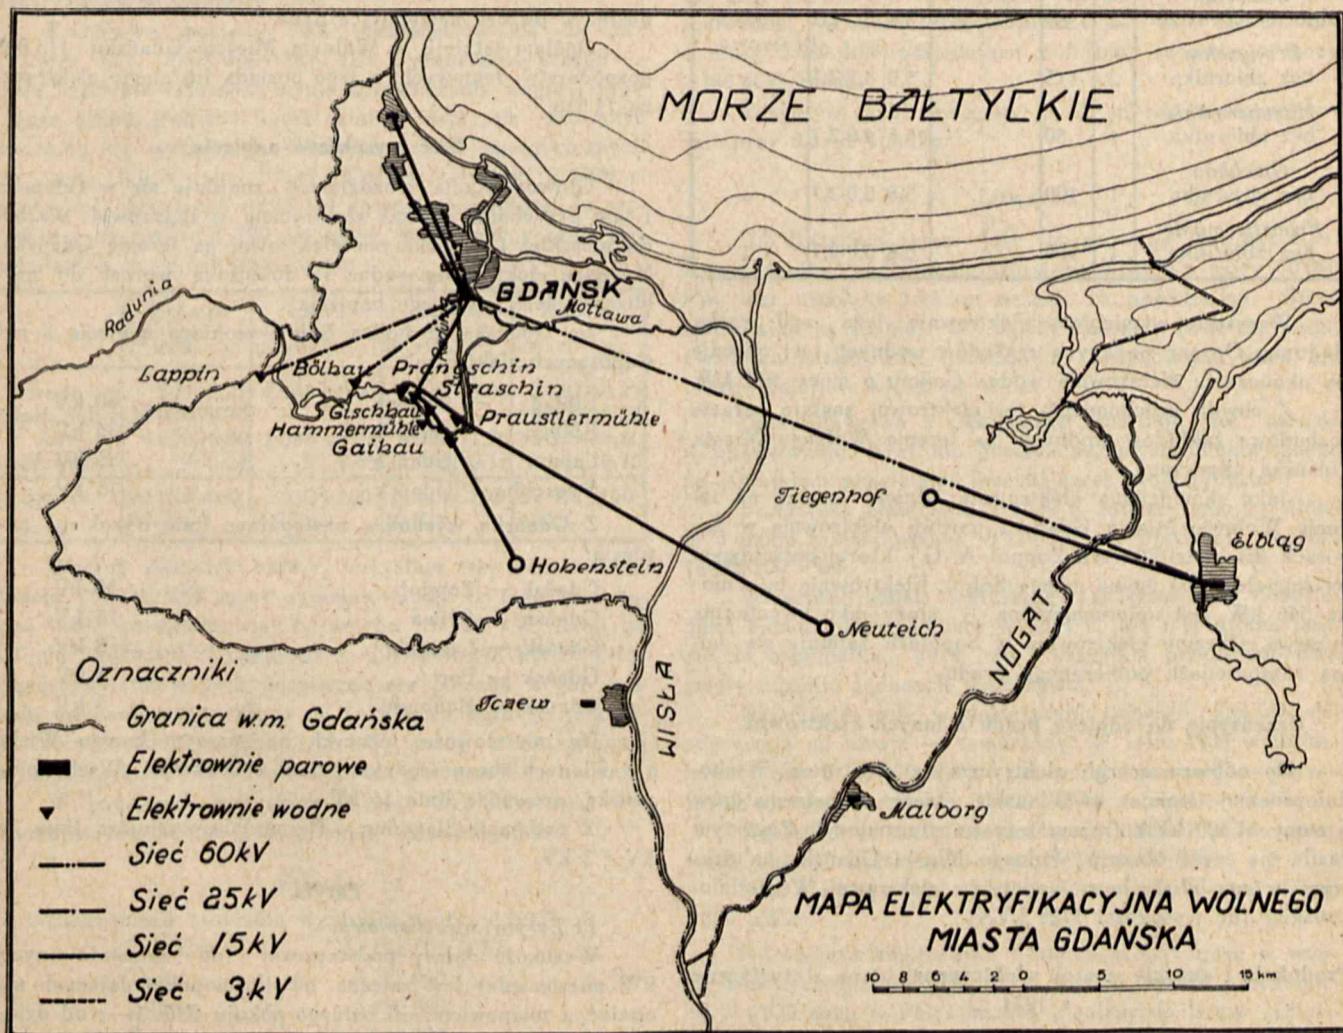 MORZE BAŁTYCKIE
GDAŃSK
Mottawa
Radunia
Radunia
Lappin
Bölbau
Prangschin
Straschin
Gischkau
Hammermühle
Gaibau
Praustlermühle
Hohenstein
Tiegenhof
Elbląg
Neuteich
Tczew
WISŁA
NOGAT
Malborg
Oznaczniki
Granica w.m. Gdańska
Elektrownie parowe
Elektrownie wodne
Sieć 60kV
Sieć 25kV
Sieć 15kV
Sieć 3kV
MAPA ELEKTRYFIKACYJNA WOLNEGO
MIASTA GDAŃSKA
10 8 6 4 2 0 5 10 15 km